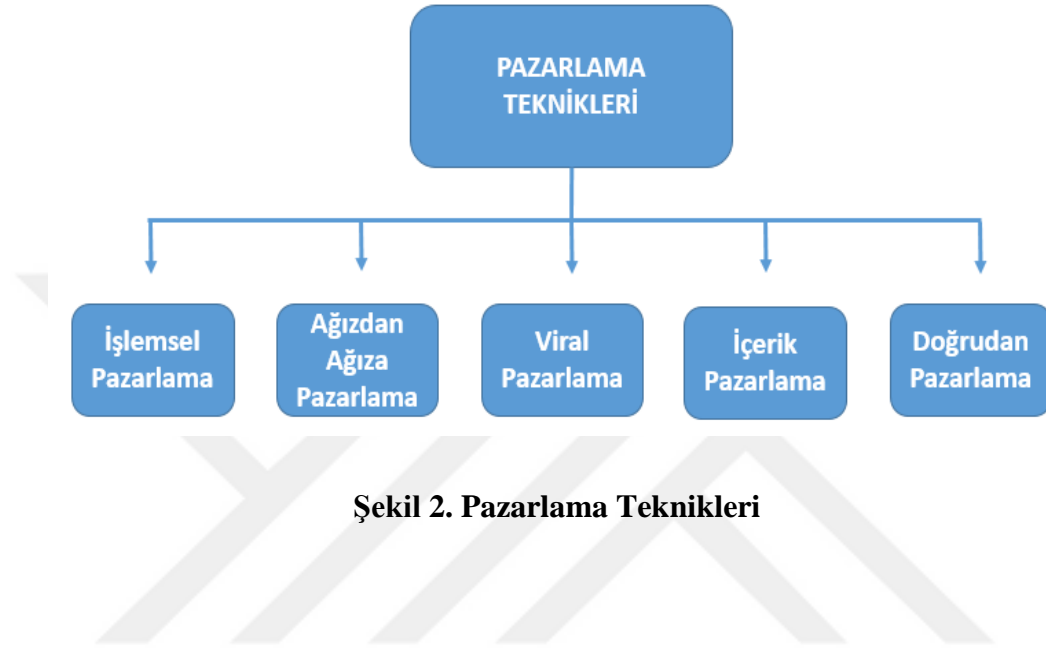 PAZARLAMA
TEKNİKLERİ
İşlemsel
Pazarlama
Ağızdan
Ağıza
Pazarlama
Viral
Pazarlama
İçerik
Pazarlama
Doğrudan
Pazarlama
Şekil 2. Pazarlama Teknikleri